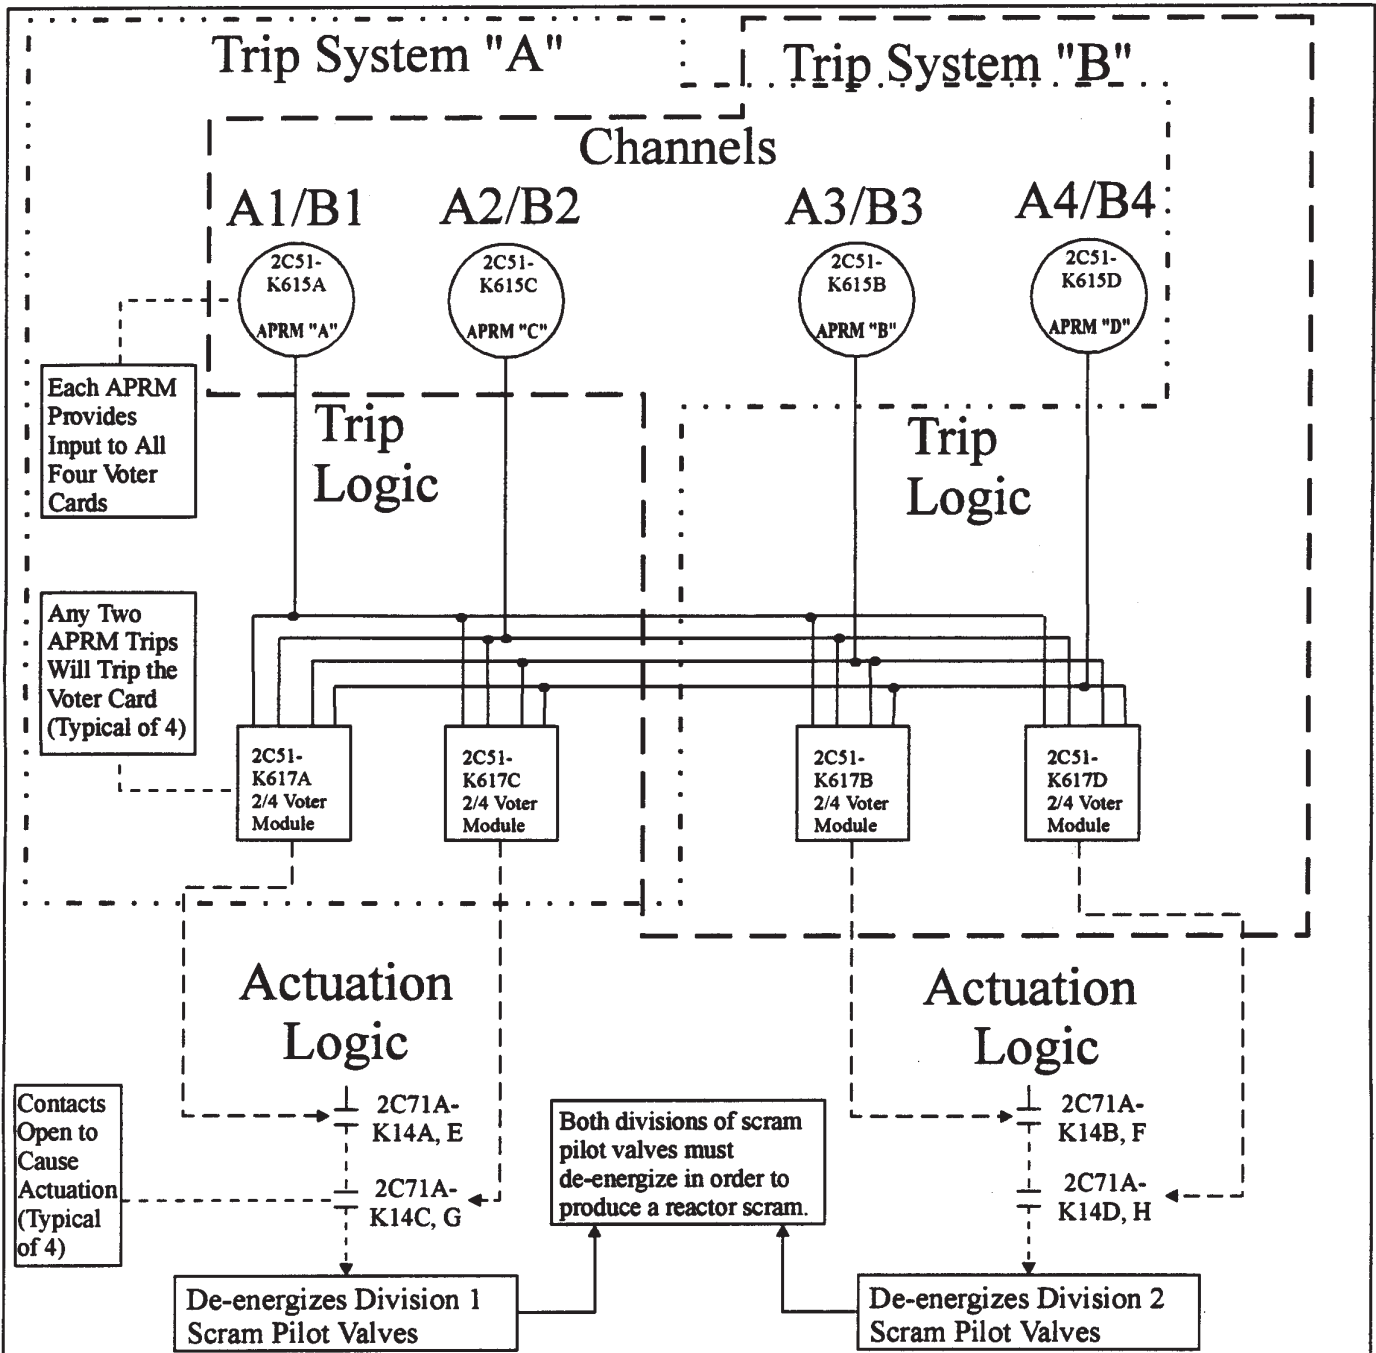 Trip System "A"
Trip System "B"
Channels
A1/B1
A2/B2
A3/B3
A4/B4
2C51-
K615A
APRM "A"
2C51-
K615C
APRM "C"
2C51-
K615B
APRM "B"
2C51-
K615D
APRM "D"
Each APRM
Provides
Input to All
Four Voter
Cards
Trip
Logic
Trip
Logic
Any Two
APRM Trips
Will Trip the
Voter Card
(Typical of 4)
2C51-
K617A
2/4 Voter
Module
2C51-
K617C
2/4 Voter
Module
2C51-
K617B
2/4 Voter
Module
2C51-
K617D
2/4 Voter
Module
Actuation
Logic
Actuation
Logic
Contacts
Open to
Cause
Actuation
(Typical
of 4)
2C71A-
K14A, E
2C71A-
K14C, G
Both divisions of scram
pilot valves must
de-energize in order to
produce a reactor scram.
2C71A-
K14B, F
2C71A-
K14D, H
De-energizes Division 1
Scram Pilot Valves
De-energizes Division 2
Scram Pilot Valves